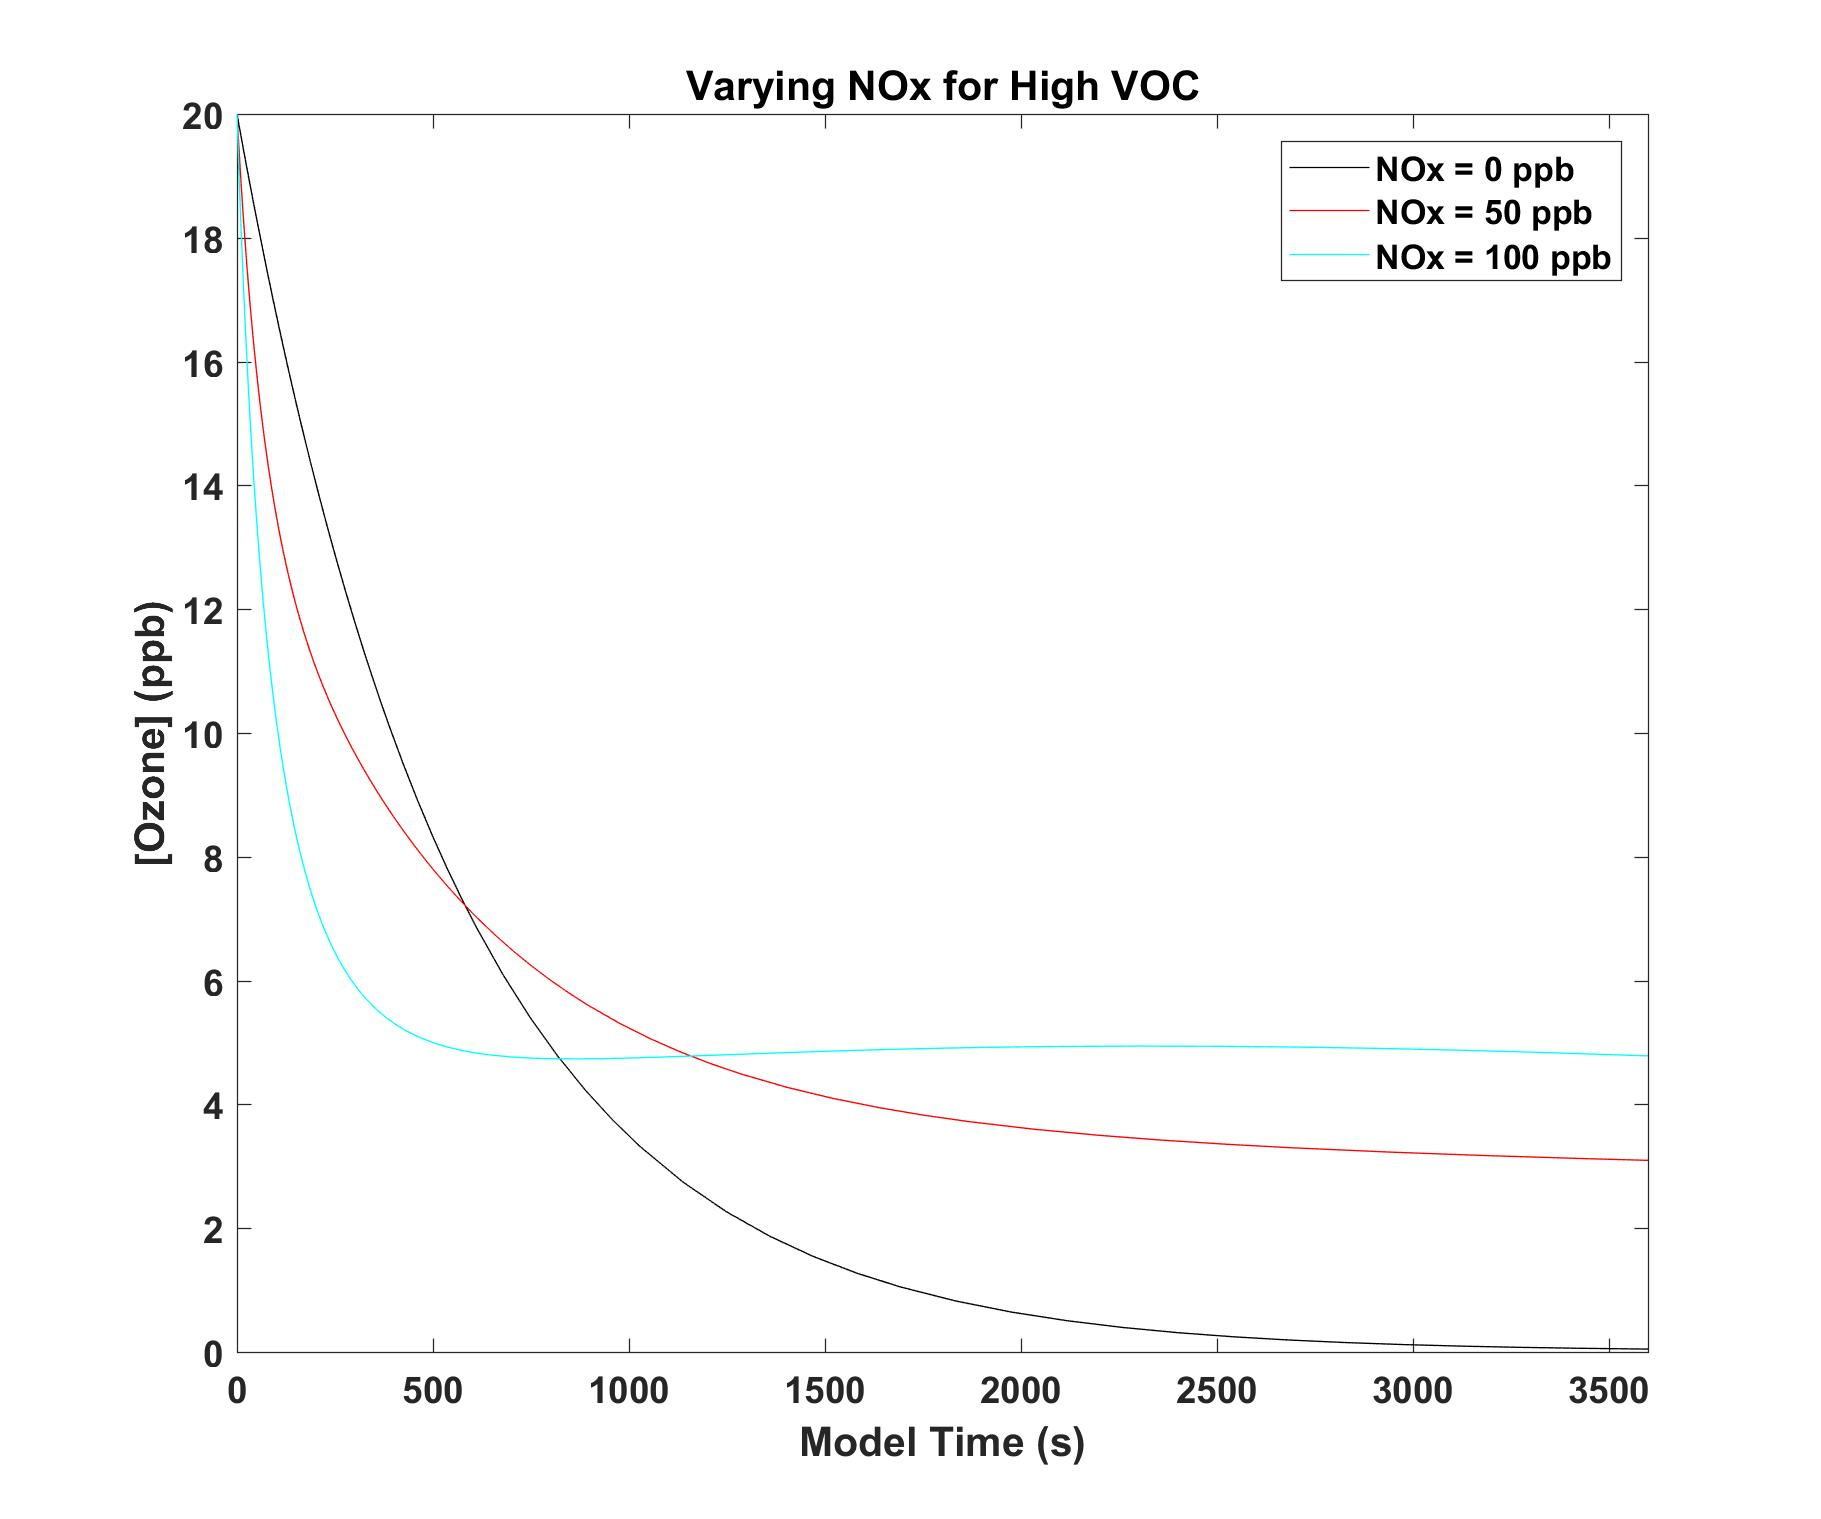 Varying NOx for High VOC
NOx = 0 ppb
NOx = 50 ppb
NOx = 100 ppb
20
18
16
14
12
10
8
6
4
2
0
[Ozone] (ppb)
0 500 1000 1500 2000 2500 3000 3500
Model Time (s)